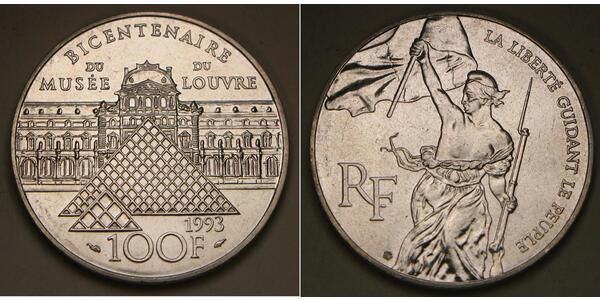 BICENTENAIRE
DU DU
MUSÉE LOUVRE
1993
100F
LA LIBERTÉ GUIDANT LE PEUPLE
RF